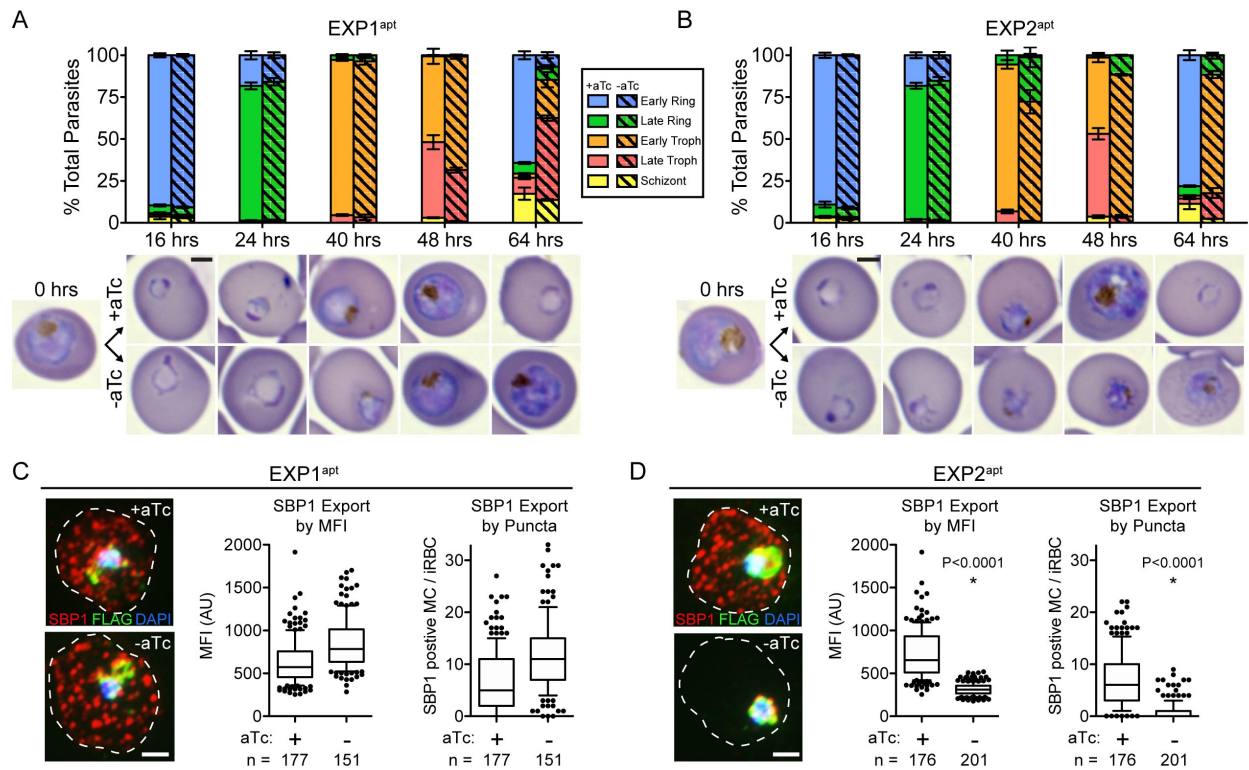 A
EXP1apt
% Total Parasites
100
75
50
25
0
16 hrs 24 hrs 40 hrs 48 hrs 64 hrs
+aTc -aTc
Early Ring
Late Ring
Early Troph
Late Troph
Schizont
0 hrs
+aTc
-aTc
B
EXP2apt
% Total Parasites
100
75
50
25
0
16 hrs 24 hrs 40 hrs 48 hrs 64 hrs
0 hrs
+aTc
-aTc
C
EXP1apt
+aTc
SBP1 FLAG DAPI
-aTc
SBP1 Export
by MFI
MFI (AU)
2000
1500
1000
500
0
aTc: + -
n = 177 151
SBP1 Export
by Puncta
SBP1 postive MC / iRBC
30
20
10
0
+ -
177 151
D
EXP2apt
+aTc
SBP1 FLAG DAPI
-aTc
SBP1 Export
by MFI
P<0.0001
*
MFI (AU)
2000
1500
1000
500
0
aTc: + -
n = 176 201
SBP1 Export
by Puncta
P<0.0001
*
SBP1 postive MC / iRBC
30
20
10
0
+ -
176 201